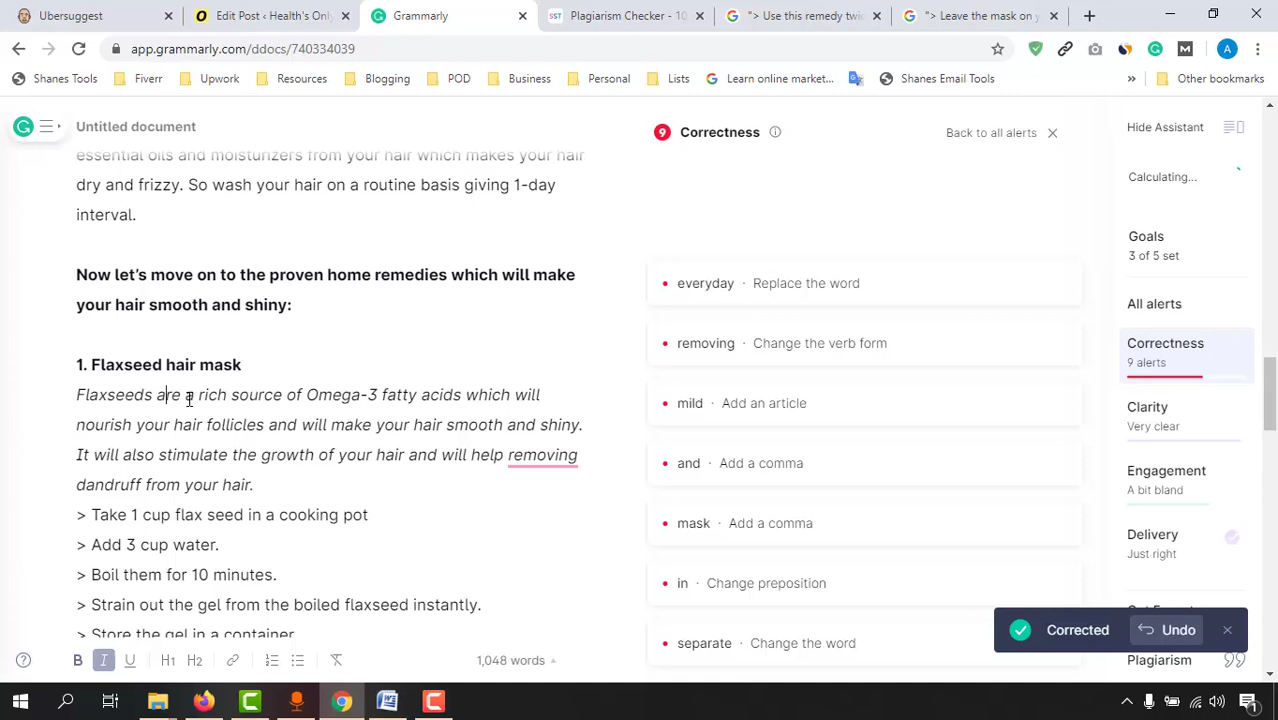 Ubersuggest
Edit Post ‹ Health's Only
Grammarly
Plagiarism Checker - 10
"> Use this remedy twic
"> Leave the mask on y
app.grammarly.com/ddocs/740334039
A
Shanes Tools
Fiverr
Upwork
Resources
Blogging
POD
Business
Personal
Lists
Learn online market...
Shanes Email Tools
»
Other bookmarks
Untitled document
9 Correctness
Back to all alerts
Hide Assistant
essential oils and moisturizers from your hair which makes your hair
dry and frizzy. So wash your hair on a routine basis giving 1-day
interval.
Now let's move on to the proven home remedies which will make
your hair smooth and shiny:
1. Flaxseed hair mask
Flaxseeds are a rich source of Omega-3 fatty acids which will
nourish your hair follicles and will make your hair smooth and shiny.
It will also stimulate the growth of your hair and will help removing
dandruff from your hair.
> Take 1 cup flax seed in a cooking pot
> Add 3 cup water.
> Boil them for 10 minutes.
> Strain out the gel from the boiled flaxseed instantly.
> Store the gel in a container
everyday · Replace the word
removing · Change the verb form
mild · Add an article
and · Add a comma
mask · Add a comma
in · Change preposition
separate · Change the word
Calculating...
Goals
3 of 5 set
All alerts
Correctness
9 alerts
Clarity
Very clear
Engagement
A bit bland
Delivery
Just right
Plagiarism
Corrected
Undo
B I U H1 H2
1,048 words